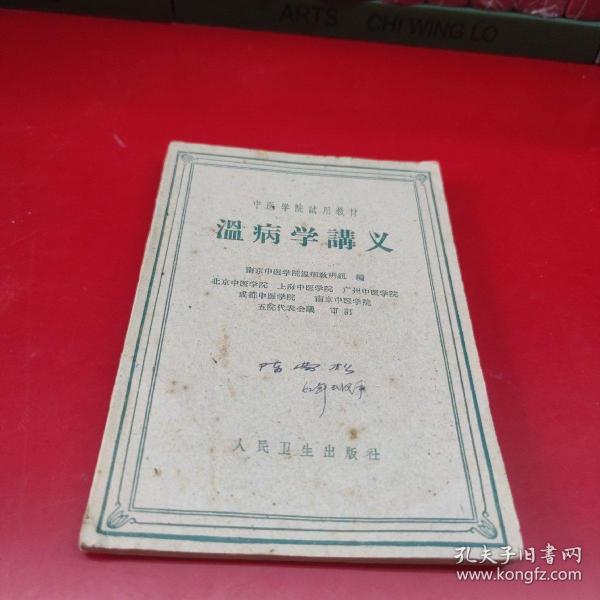 ARTS CHI WING LO
中医学院試用教材
溫病学講义
南京中医学院溫病教研組 編
北京中医学院 上海中医学院 广州中医学院
成都中医学院 南京中医学院
五院代表会議 审訂
人民卫生出版社
孔夫子旧書网
www.kongfz.com